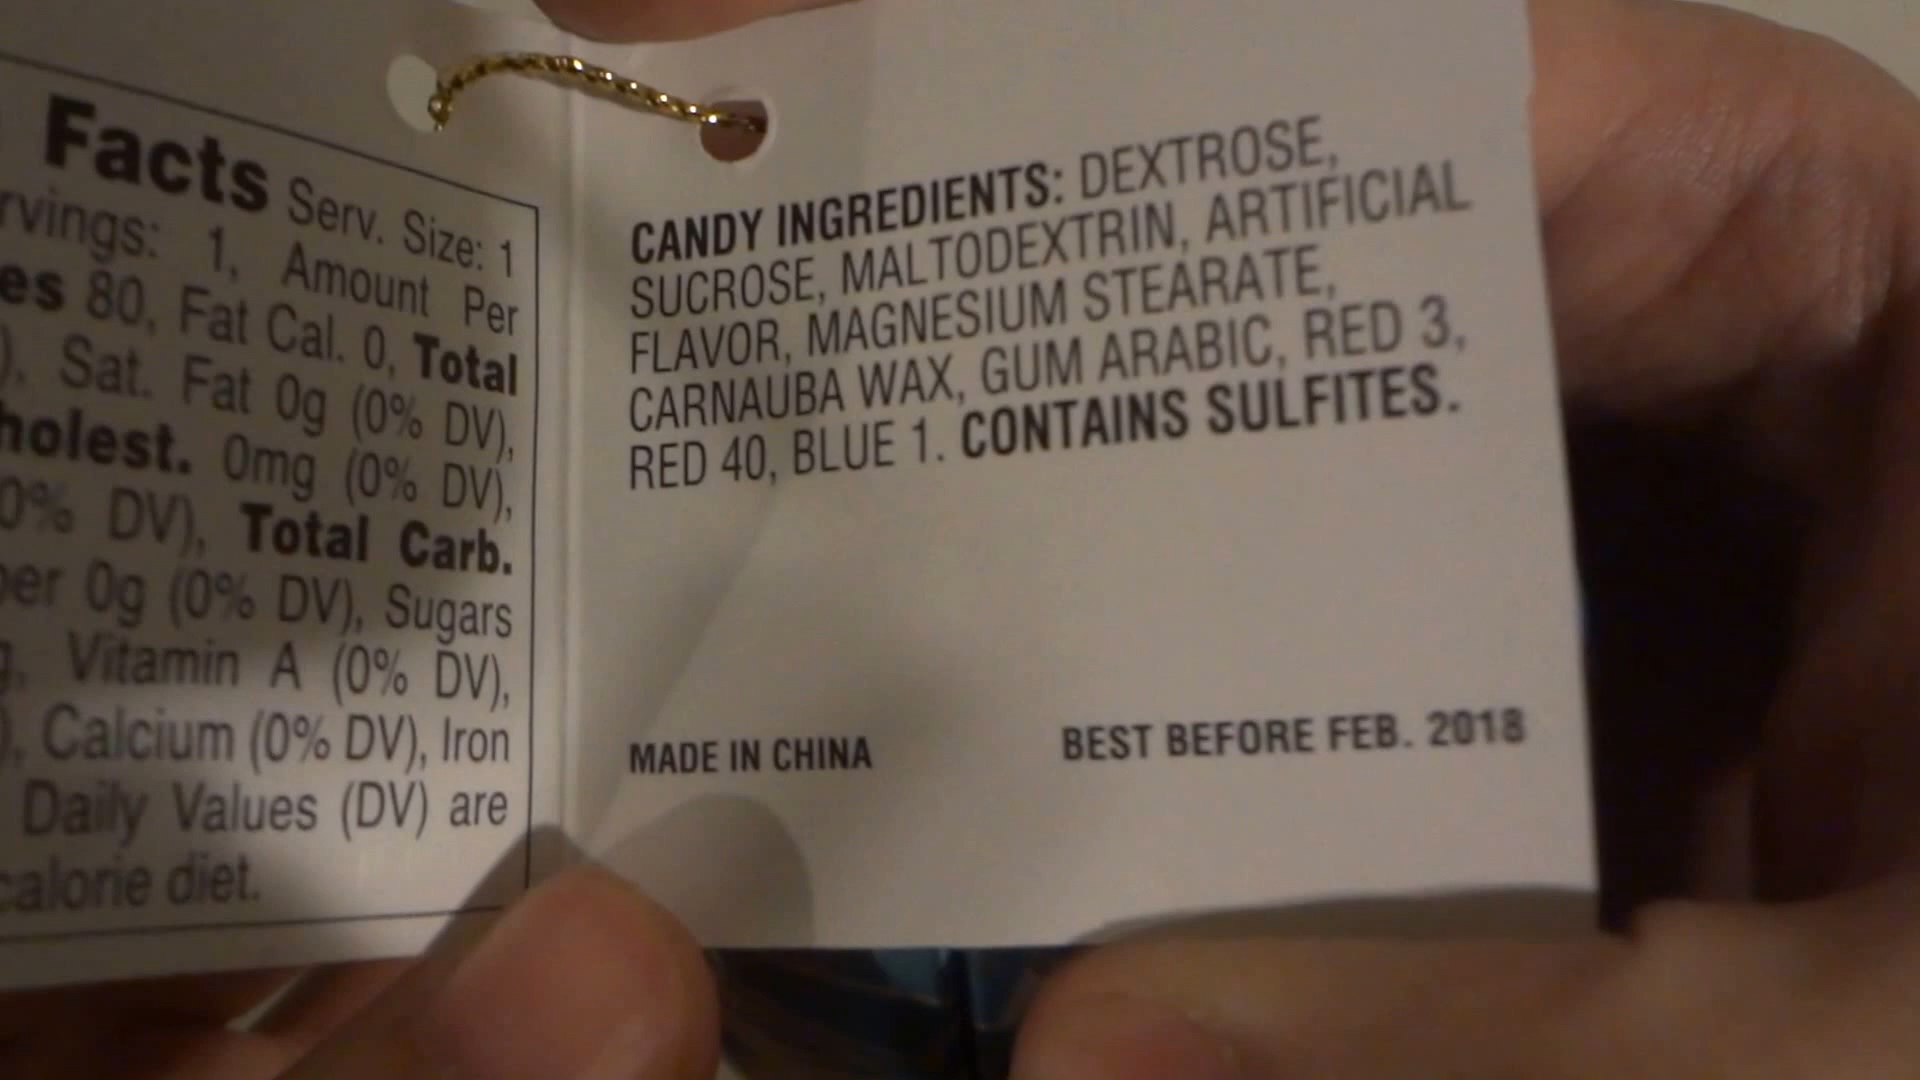 Facts Serv. Size: 1
rvings: 1, Amount Per
es 80, Fat Cal. 0, Total
), Sat. Fat 0g (0% DV),
holest. 0mg (0% DV),
0% DV), Total Carb.
er 0g (0% DV), Sugars
g, Vitamin A (0% DV),
), Calcium (0% DV), Iron
Daily Values (DV) are
calorie diet.
CANDY INGREDIENTS: DEXTROSE,
SUCROSE, MALTODEXTRIN, ARTIFICIAL
FLAVOR, MAGNESIUM STEARATE,
CARNAUBA WAX, GUM ARABIC, RED 3,
RED 40, BLUE 1. CONTAINS SULFITES.
MADE IN CHINA
BEST BEFORE FEB. 2018